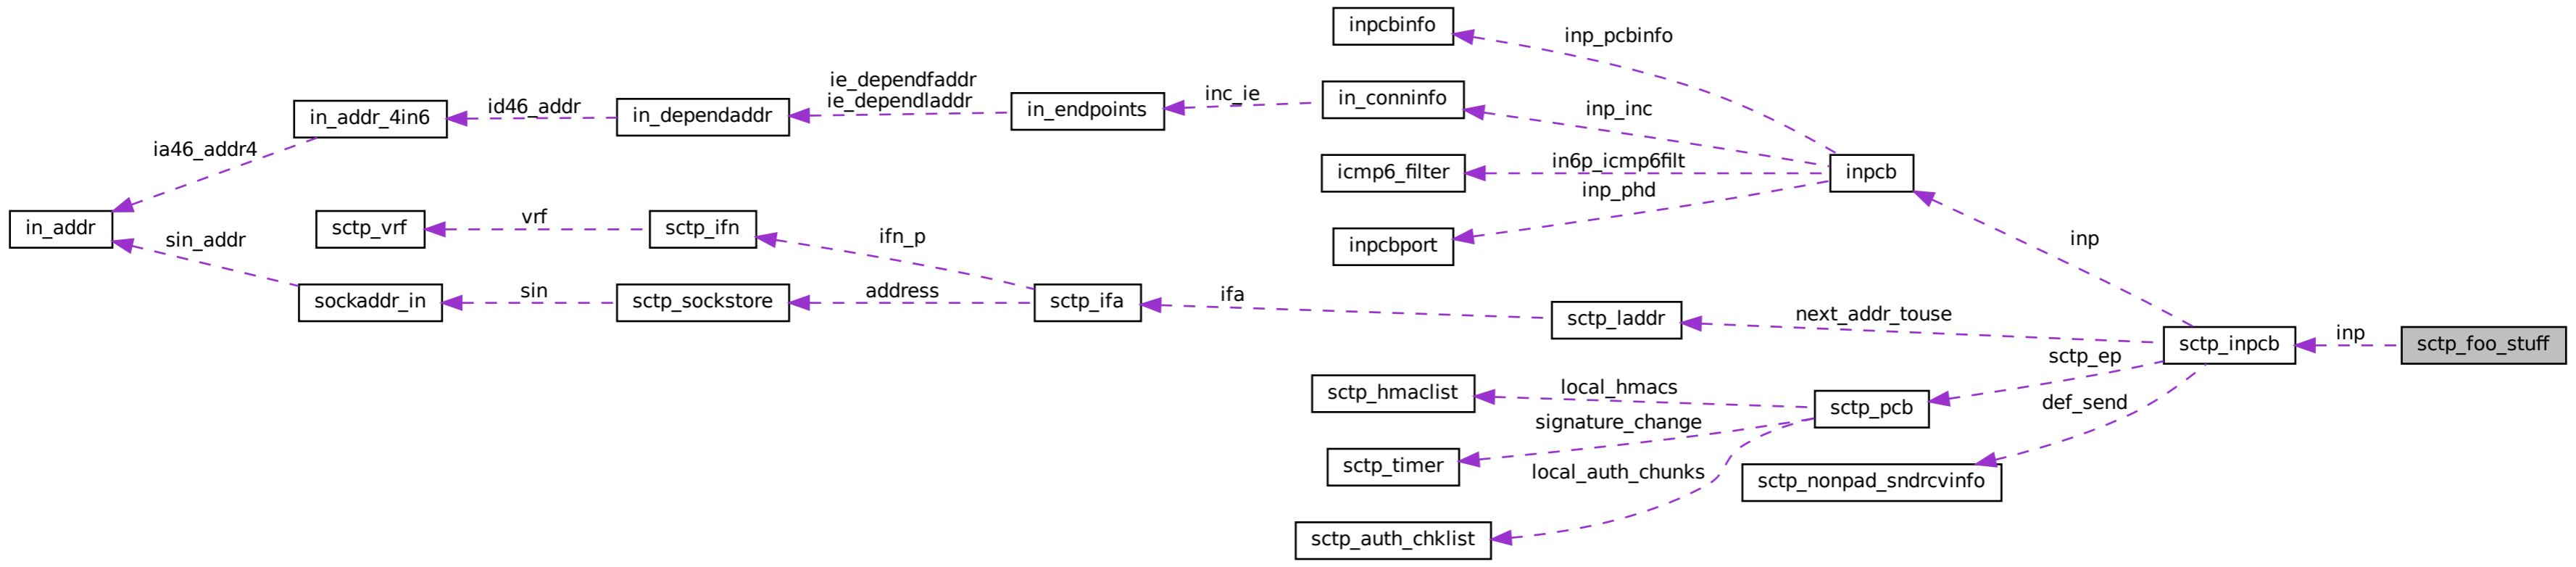 inpcbinfo
inp_pcbinfo
ie_dependfaddr
ie_dependladdr
inc_ie
in_conninfo
id46_addr
in_addr_4in6
in_dependaddr
in_endpoints
inp_inc
ia46_addr4
icmp6_filter
in6p_icmp6filt
inpcb
inp_phd
in_addr
sctp_vrf
vrf
sctp_ifn
sin_addr
ifn_p
inpcbport
inp
sockaddr_in
sin
sctp_sockstore
address
sctp_ifa
ifa
sctp_laddr
next_addr_touse
sctp_inpcb
inp
sctp_foo_stuff
sctp_ep
sctp_hmaclist
local_hmacs
sctp_pcb
def_send
signature_change
sctp_timer
local_auth_chunks
sctp_nonpad_sndrcvinfo
sctp_auth_chklist